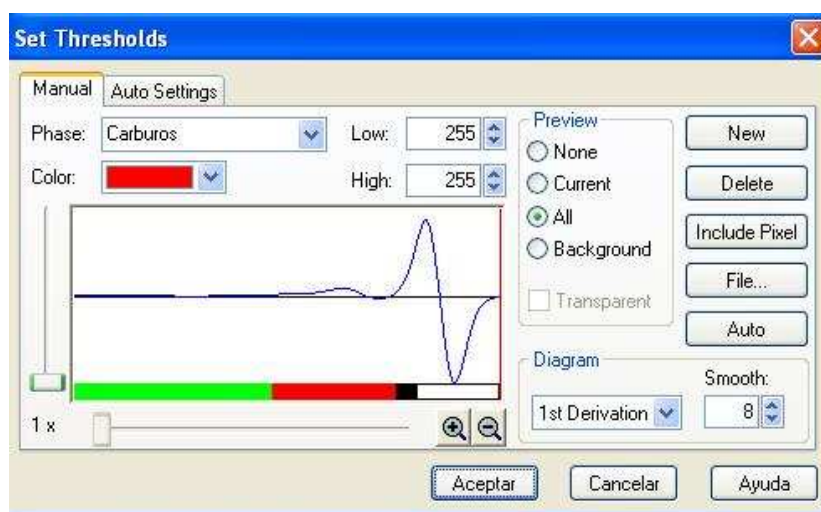 Set Thresholds
Manual Auto Settings
Phase: Carburos Low: 255
Color: High: 255
Preview
None
Current
All
Background
Transparent
New
Delete
Include Pixel
File...
Auto
Diagram
1st Derivation Smooth: 8
1 x
Aceptar Cancelar Ayuda